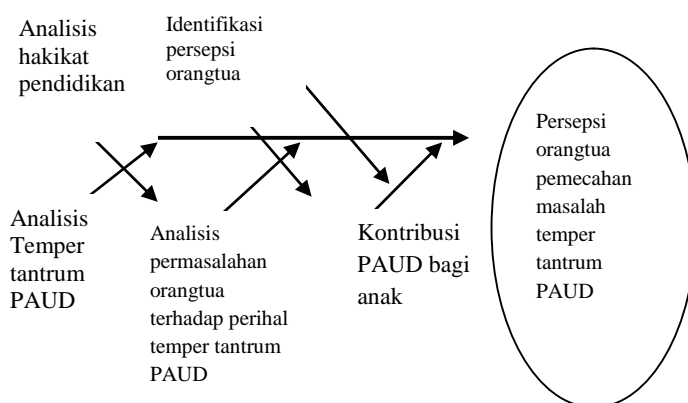 Analisis
hakikat
pendidikan
Identifikasi
persepsi
orangtua
Analisis
Temper
tantrum
PAUD
Analisis
permasalahan
orangtua
terhadap perihal
temper tantrum
PAUD
Kontribusi
PAUD bagi
anak
Persepsi
orangtua
pemecahan
masalah
temper
tantrum
PAUD